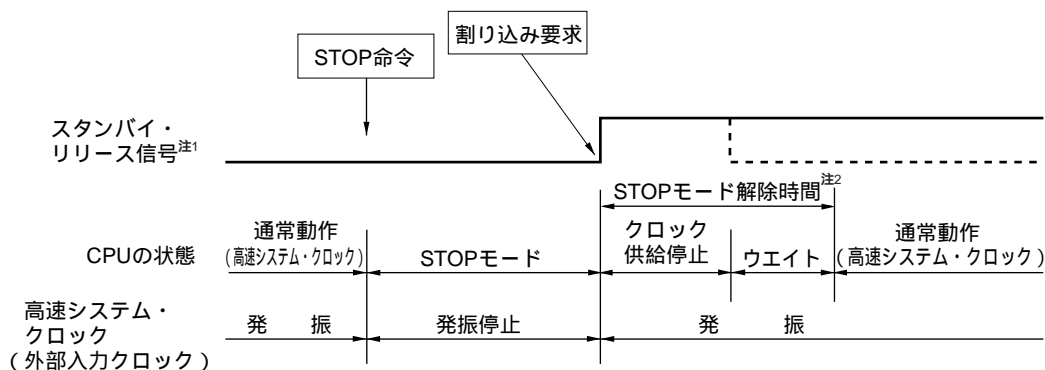 割り込み要求
STOP命令
スタンバイ・
リリース信号注1
STOPモード解除時間注2
CPUの状態
通常動作
(高速システム・クロック)
STOPモード
クロック
供給停止
ウエイト
通常動作
(高速システム・クロック)
高速システム・
クロック
(外部入力クロック)
発 振
発振停止
発 振